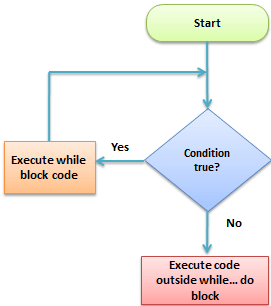 Start
Condition
true?
Yes
Execute while
block code
No
Execute code
outside while... do
block